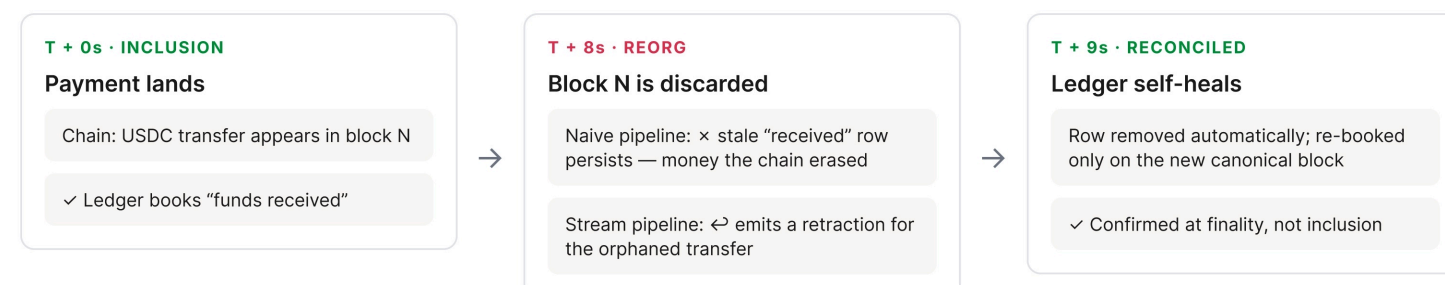 T + 0s · INCLUSION
Payment lands
Chain: USDC transfer appears in block N
✓ Ledger books “funds received”
→
T + 8s · REORG
Block N is discarded
Naive pipeline: × stale “received” row
persists — money the chain erased
Stream pipeline: ↩ emits a retraction for
the orphaned transfer
→
T + 9s · RECONCILED
Ledger self-heals
Row removed automatically; re-booked
only on the new canonical block
✓ Confirmed at finality, not inclusion